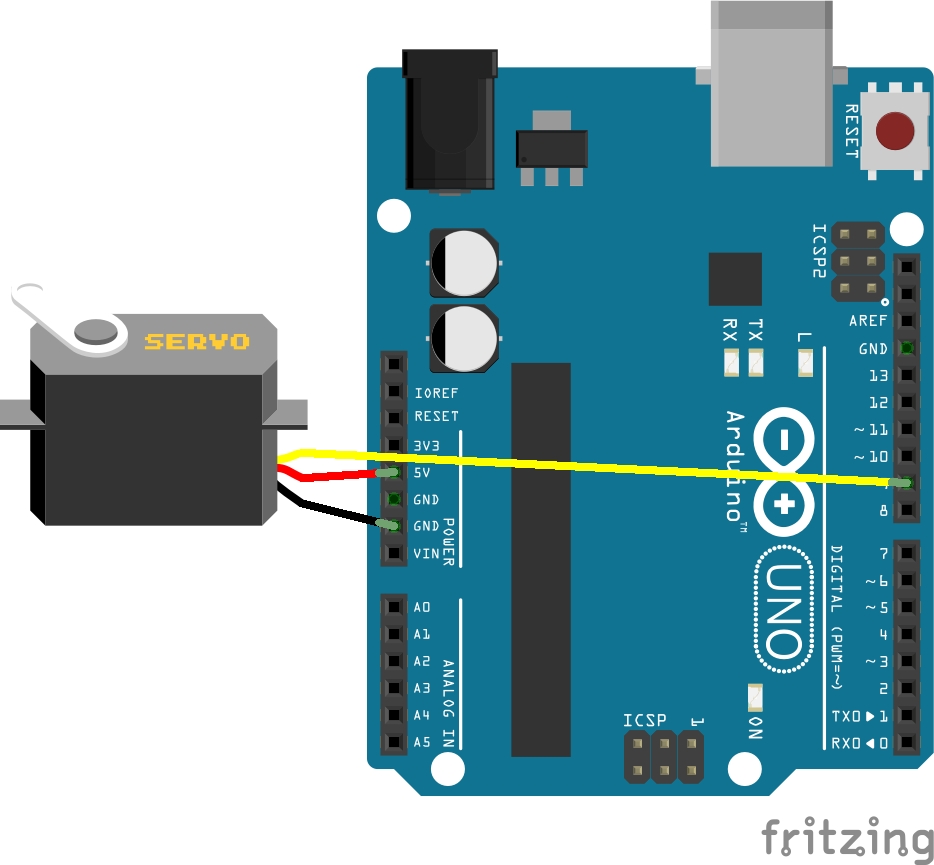 RESET
ICSP2
SERVO
AREF
GND
RX
TX
L
13
12
~11
~10
8
IOREF
RESET
3V3
5V
GND
GND
VIN
POWER
Arduino™
UNO
DIGITAL (PWM=~)
7
~6
~5
4
~3
2
TX0▶1
RX0◀0
A0
A1
A2
A3
A4
A5
ANALOG IN
ICSP
1
ON
fritzing